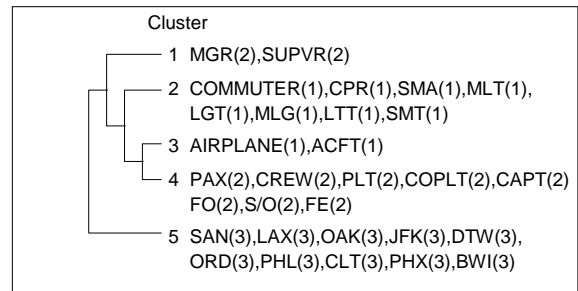 Cluster
1 MGR(2),SUPVR(2)
2 COMMUTER(1),CPR(1),SMA(1),MLT(1),
LGT(1),MLG(1),LTT(1),SMT(1)
3 AIRPLANE(1),ACFT(1)
4 PAX(2),CREW(2),PLT(2),COPLT(2),CAPT(2)
FO(2),S/O(2),FE(2)
5 SAN(3),LAX(3),OAK(3),JFK(3),DTW(3),
ORD(3),PHL(3),CLT(3),PHX(3),BWI(3)